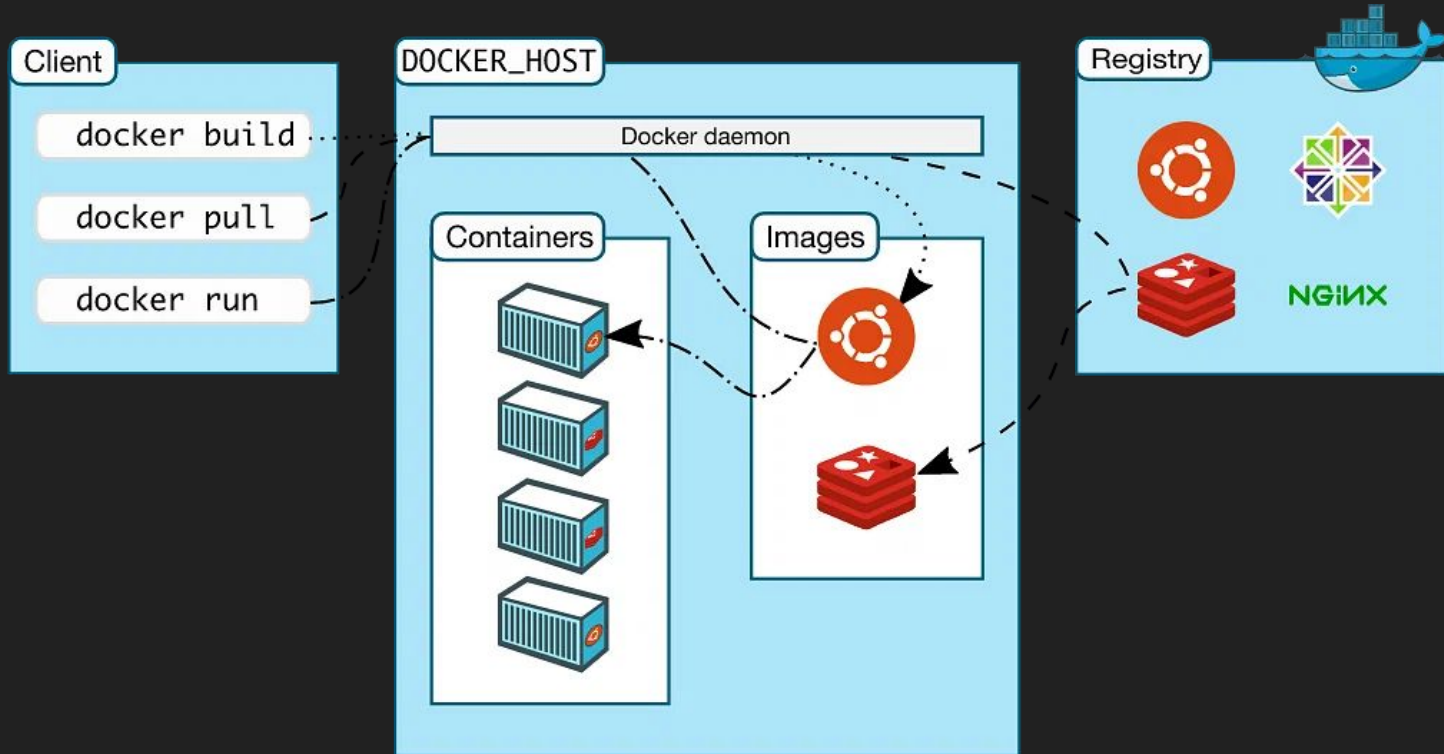 Client
docker build
docker pull
docker run
DOCKER_HOST
Docker daemon
Containers
Images
Registry
NGINX